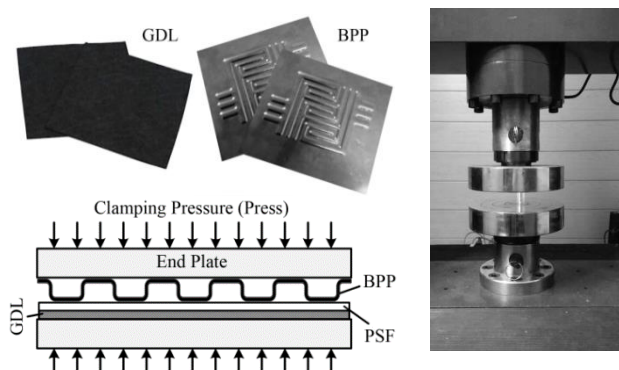 GDL
BPP
Clamping Pressure (Press)
End Plate
BPP
GDL
PSF